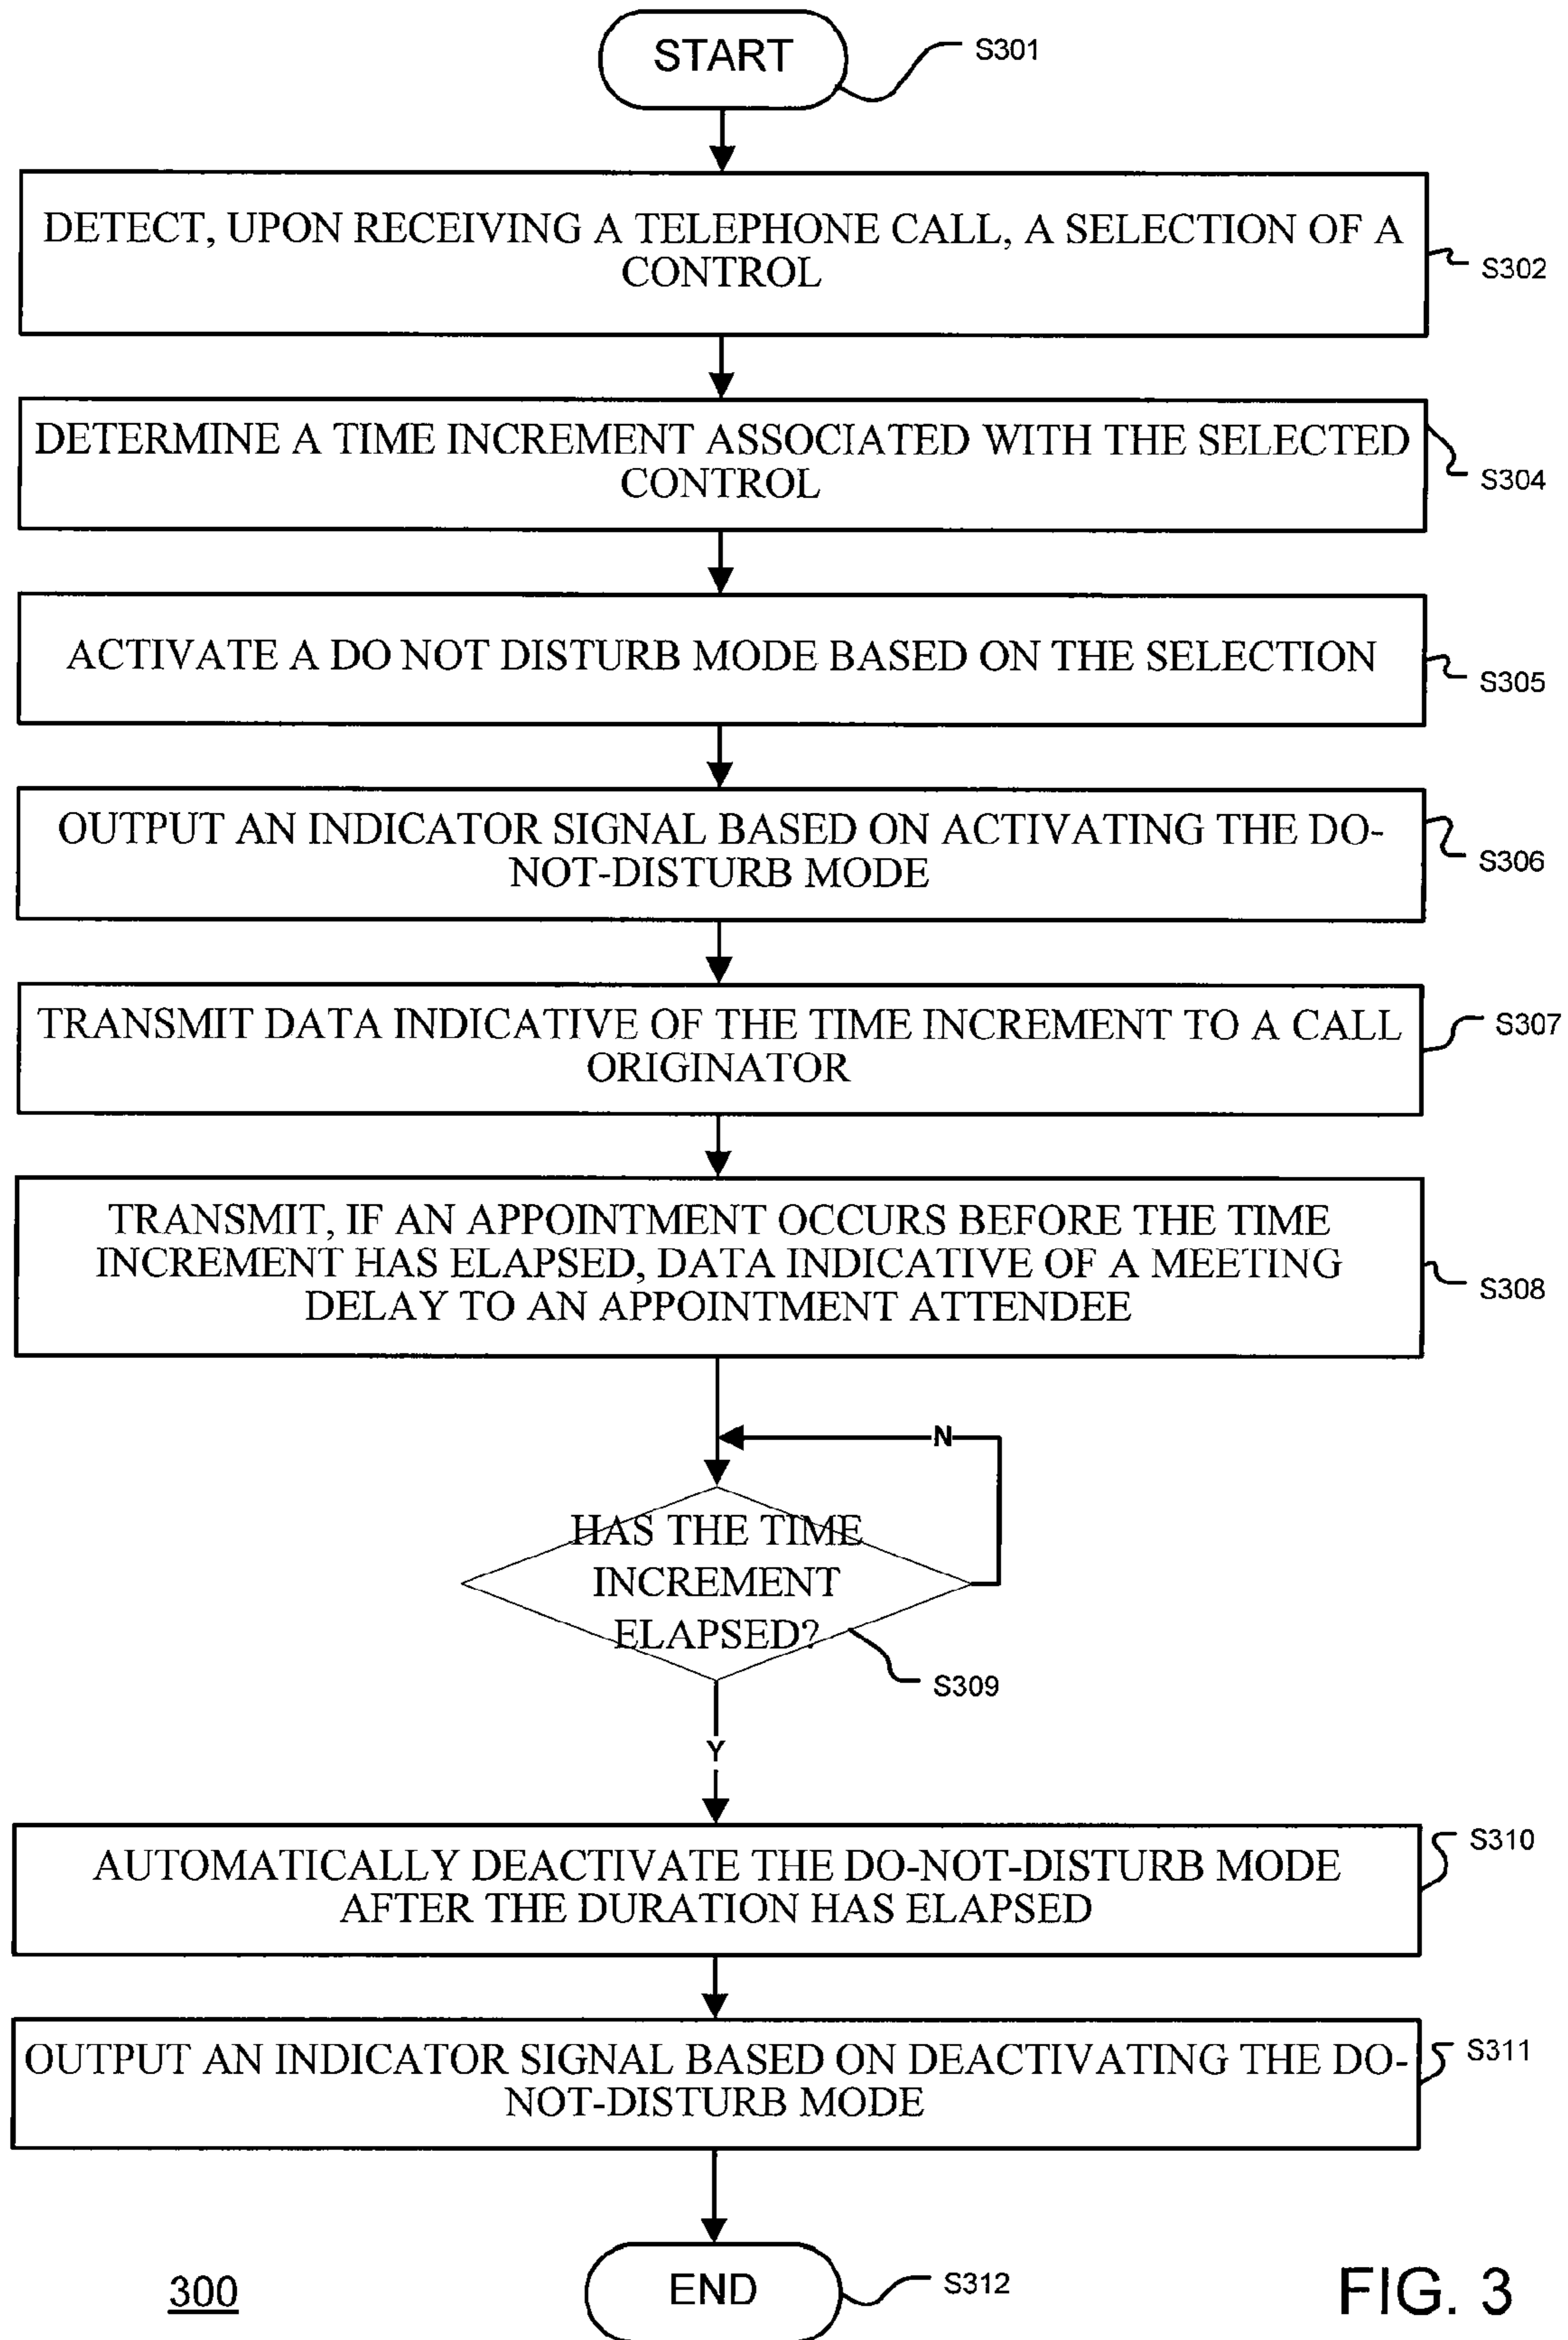 START
S301
DETECT, UPON RECEIVING A TELEPHONE CALL, A SELECTION OF A
CONTROL
S302
DETERMINE A TIME INCREMENT ASSOCIATED WITH THE SELECTED
CONTROL
S304
ACTIVATE A DO NOT DISTURB MODE BASED ON THE SELECTION
S305
OUTPUT AN INDICATOR SIGNAL BASED ON ACTIVATING THE DO-
NOT-DISTURB MODE
S306
TRANSMIT DATA INDICATIVE OF THE TIME INCREMENT TO A CALL
ORIGINATOR
S307
TRANSMIT, IF AN APPOINTMENT OCCURS BEFORE THE TIME
INCREMENT HAS ELAPSED, DATA INDICATIVE OF A MEETING
DELAY TO AN APPOINTMENT ATTENDEE
S308
N
HAS THE TIME
INCREMENT
ELAPSED?
S309
Y
AUTOMATICALLY DEACTIVATE THE DO-NOT-DISTURB MODE
AFTER THE DURATION HAS ELAPSED
S310
OUTPUT AN INDICATOR SIGNAL BASED ON DEACTIVATING THE DO-
NOT-DISTURB MODE
S311
END
S312
300
FIG. 3